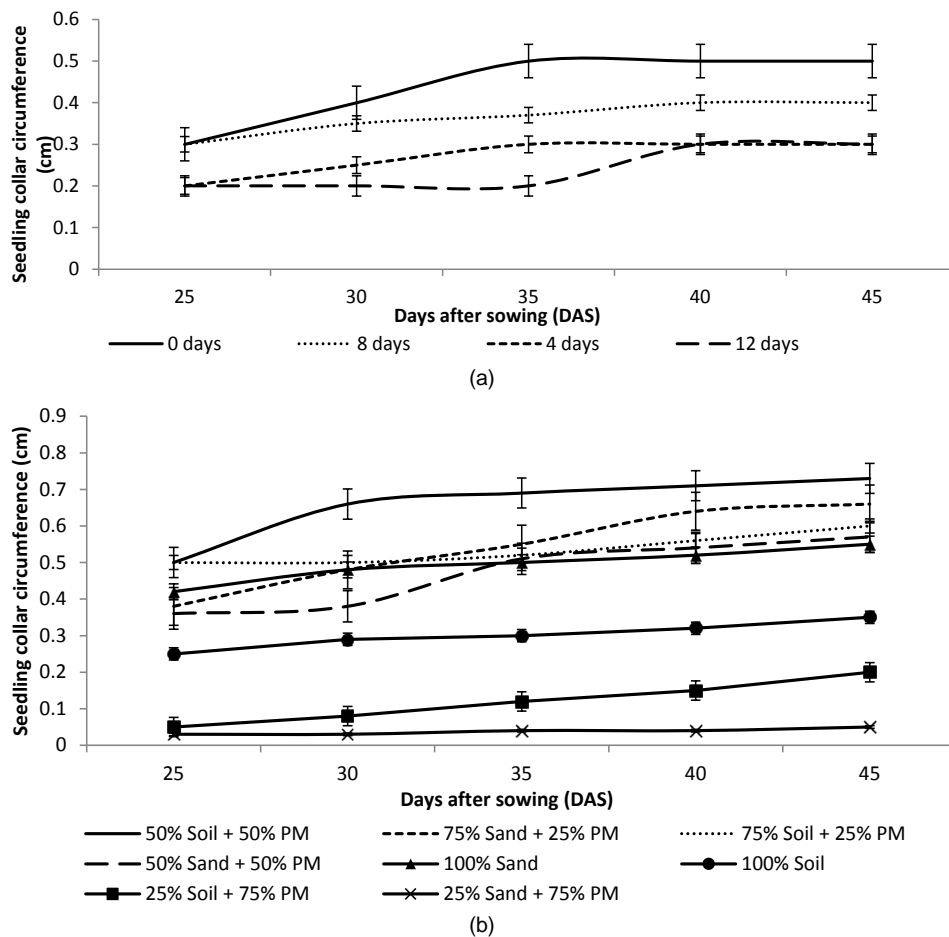 0.6
0.5
0.4
0.3
0.2
0.1
0
Seedling collar circumference
(cm)
25 30 35 40 45
Days after sowing (DAS)
0 days 8 days 4 days 12 days
(a)
0.9
0.8
0.7
0.6
0.5
0.4
0.3
0.2
0.1
0
Seedling collar circumference (cm)
25 30 35 40 45
Days after sowing (DAS)
50% Soil + 50% PM 75% Sand + 25% PM 75% Soil + 25% PM
50% Sand + 50% PM 100% Sand 100% Soil
25% Soil + 75% PM 25% Sand + 75% PM
(b)